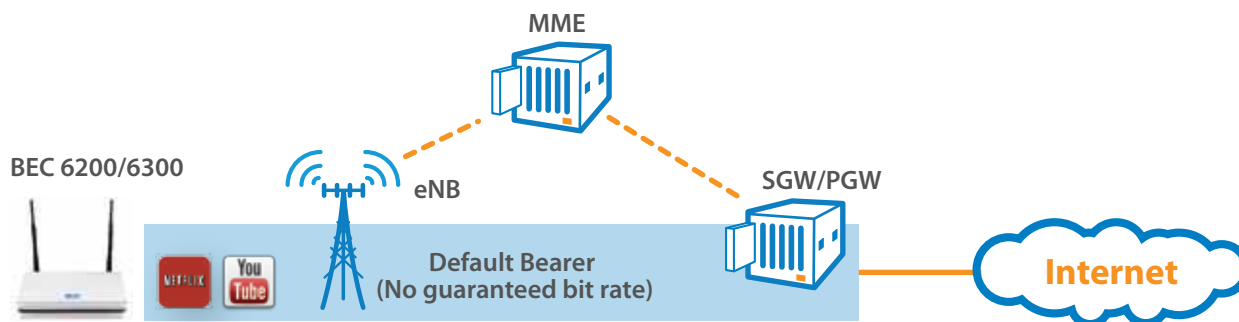 MME
BEC 6200/6300
eNB
SGW/PGW
NETFLIX
You
Tube
Default Bearer
(No guaranteed bit rate)
Internet